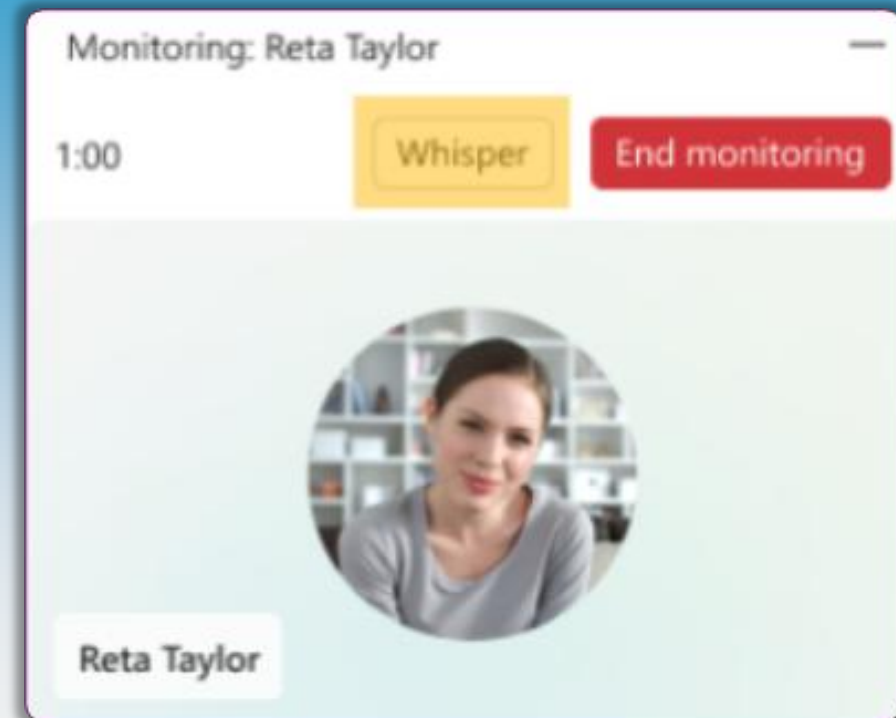 Monitoring: Reta Taylor
1:00 Whisper End monitoring
Reta Taylor